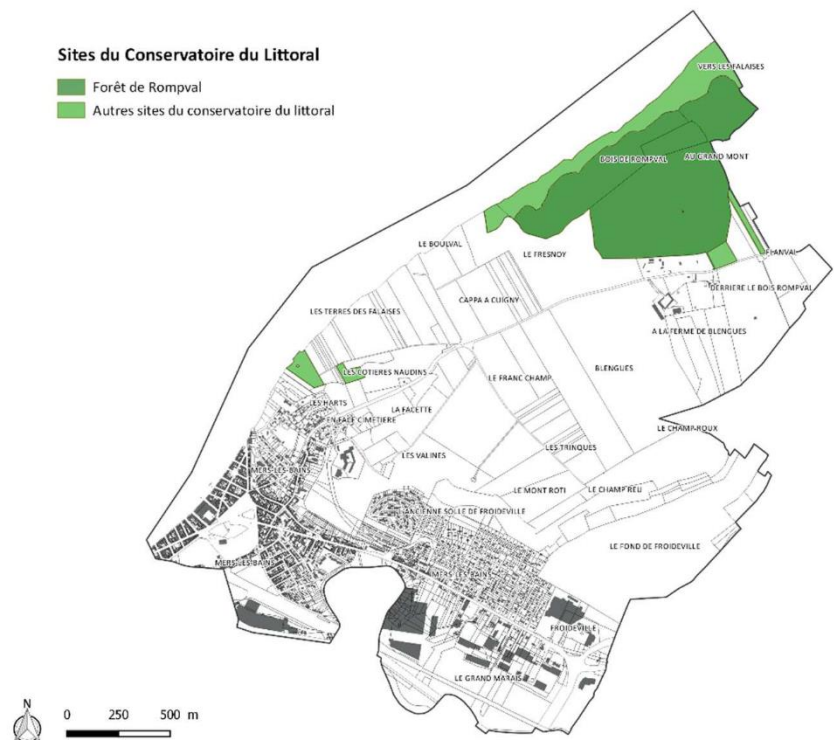 Sites du Conservatoire du Littoral
Forêt de Rompval
Autres sites du conservatoire du littoral
VERS LES FALAISES
BOIS DE ROMPVAL
AU GRAND MONT
LE BOULVAL
LE FRESNOY
FLANVAL
DERRIERE LE BOIS ROMPVAL
CAPPA A CUIGNY
LES TERRES DES FALAISES
A LA FERME DE BLENGUES
LES COTIERES NAUDINS
LE FRANC CHAMP
BLENGUES
LES HARTS
LA FACETTE
EN FACE CIMETIERE
LE CHAMP-ROUX
LES TRINQUES
LES VALINES
MERS-LES-BAINS
LE MONT ROTI
LE CHAMP RELI
ANCIENNE SOLLE DE FROIDEVILLE
LE FOND DE FROIDEVILLE
MERS-LES-BAINS
MERS-LES-BAINS
FROIDEVILLE
LE GRAND MARAIS
N
0 250 500 m